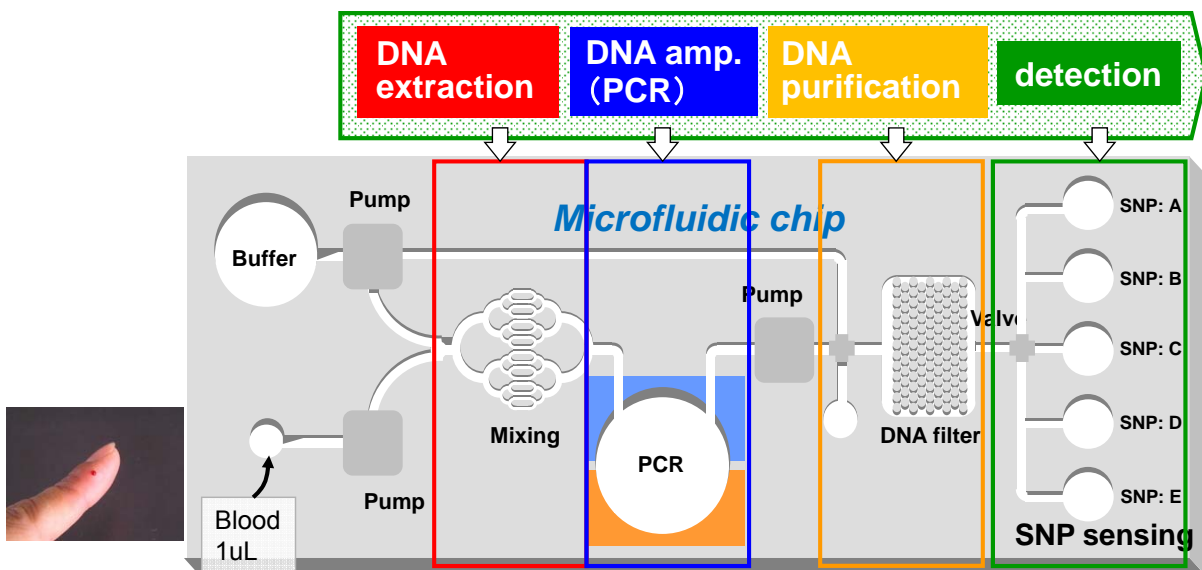 DNA
extraction
DNA amp.
（PCR）
DNA
purification
detection
Microfluidic chip
Pump
Buffer
Pump
Valve
Mixing
DNA filter
PCR
Pump
Blood
1uL
SNP: A
SNP: B
SNP: C
SNP: D
SNP: E
SNP sensing